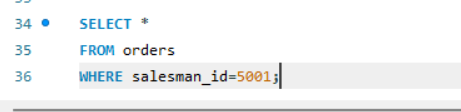 34 SELECT *
35 FROM orders
36 WHERE salesman_id=5001;